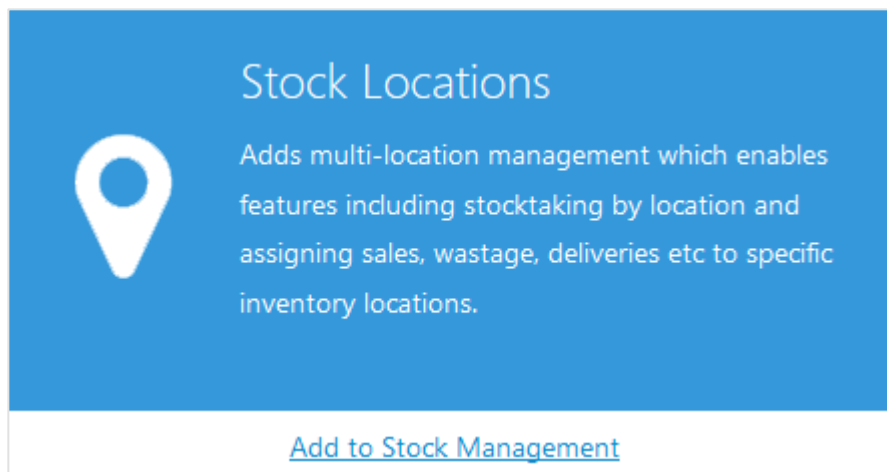 Stock Locations
Adds multi-location management which enables
features including stocktaking by location and
assigning sales, wastage, deliveries etc to specific
inventory locations.
Add to Stock Management